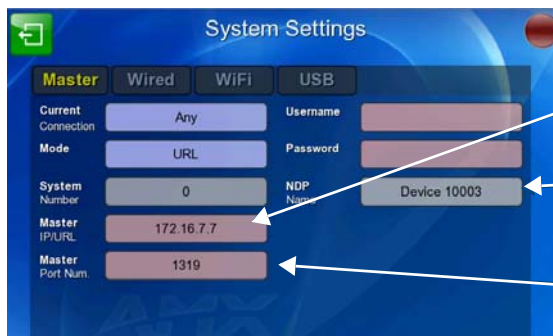 System Settings
Master Wired WiFi USB
Current Connection Any
Username
Mode URL
Password
System Number 0
NDP Name Device 10003
Master IP/URL 172.16.7.7
Master Port Num. 1319
AMX